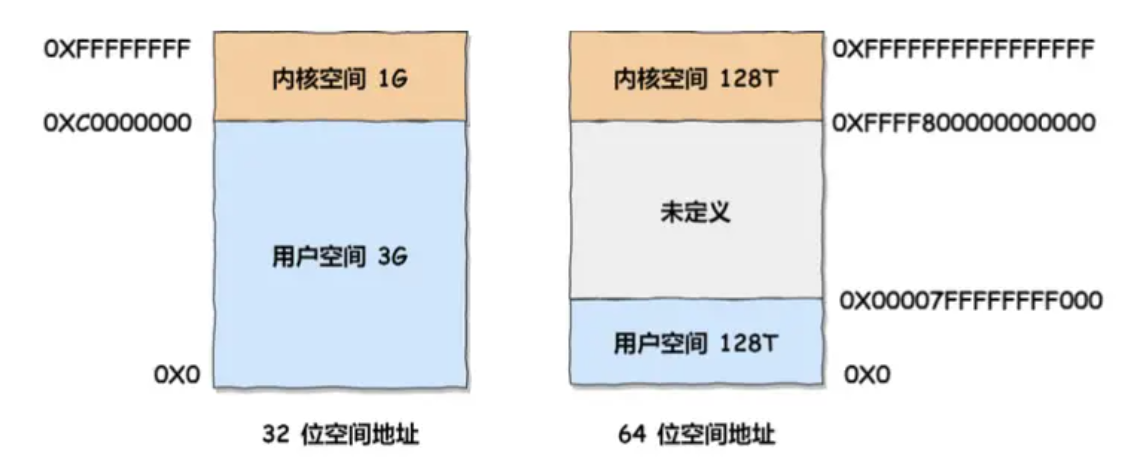 0XFFFFFFFF
内核空间 1G
0XC0000000
用户空间 3G
0X0
32 位空间地址
0XFFFFFFFFFFFFFFFF
内核空间 128T
0XFFFF800000000000
未定义
0X00007FFFFFFFF000
用户空间 128T
0X0
64 位空间地址